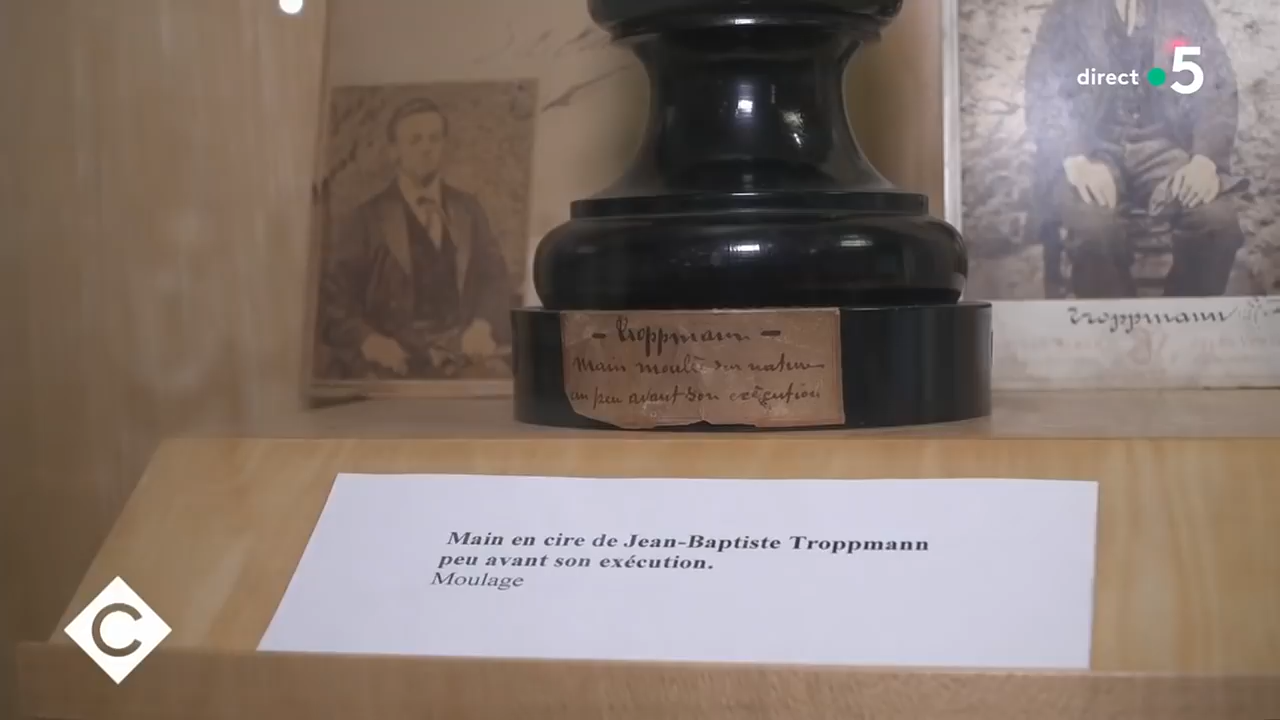 direct 5
Troppmann
- Troppmann -
Main moulée sur nature
un peu avant son exécution
Main en cire de Jean-Baptiste Troppmann
peu avant son exécution.
Moulage
C